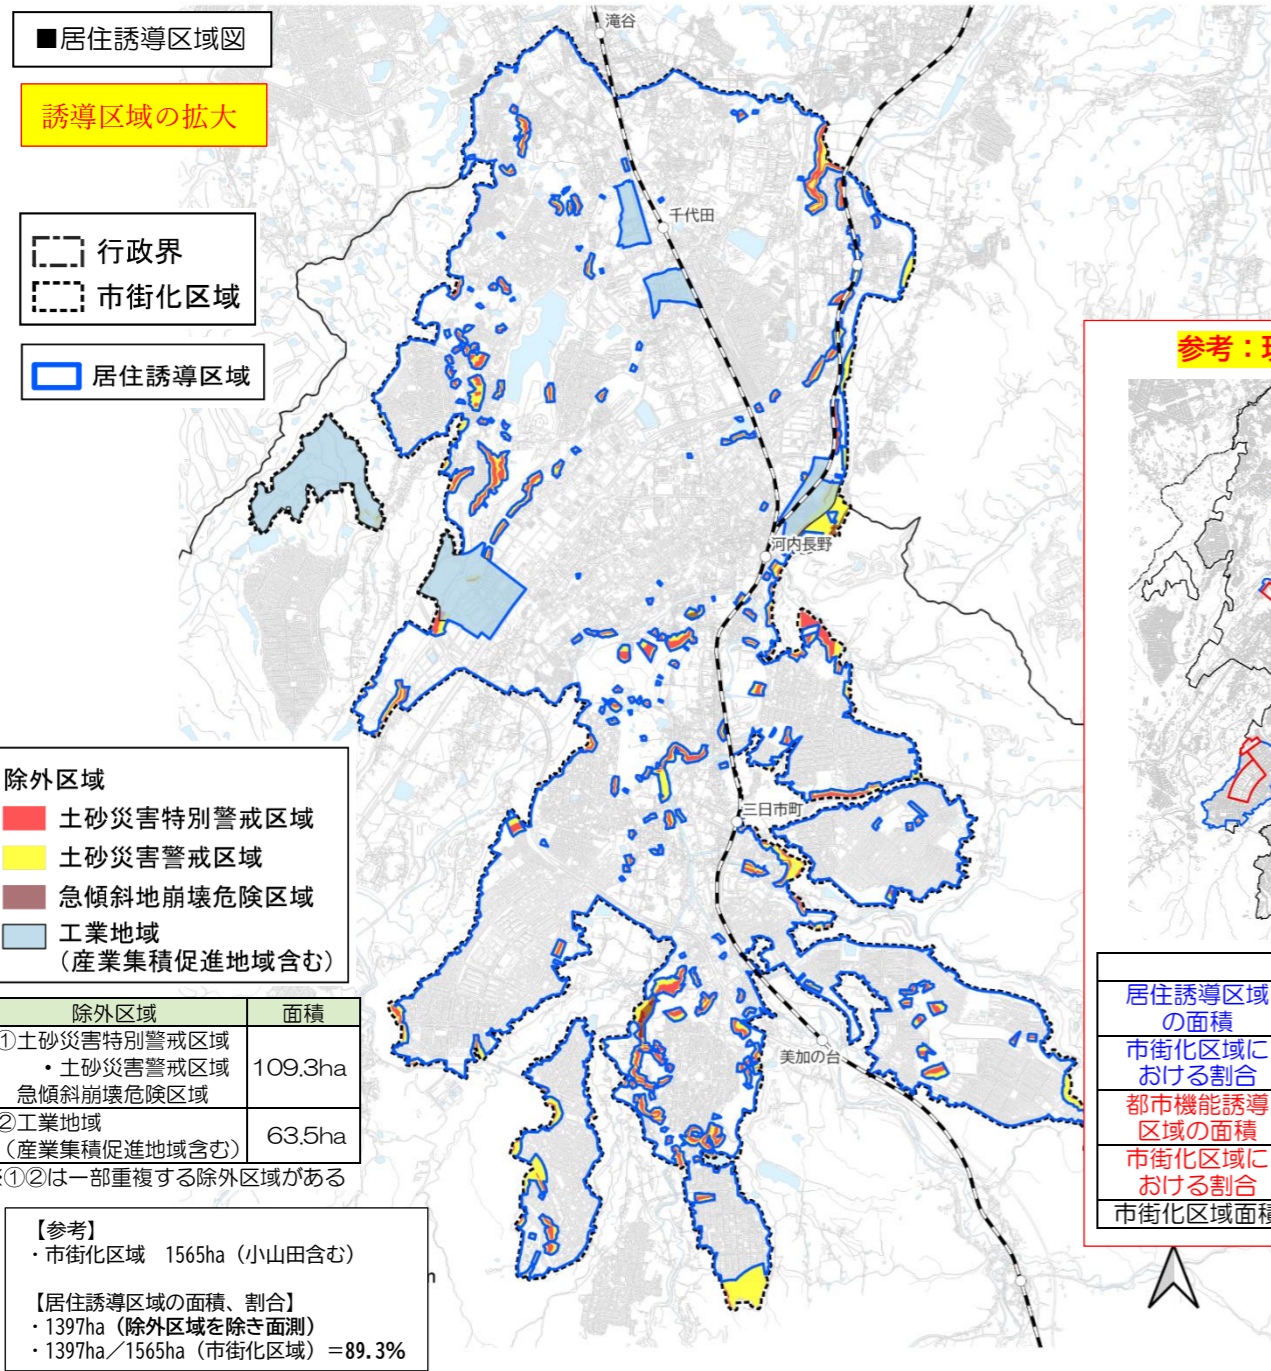 ■居住誘導区域図
誘導区域の拡大
行政界
市街化区域
居住誘導区域
滝谷
千代田
河内長野
三日市町
美加の台
除外区域
土砂災害特別警戒区域
土砂災害警戒区域
急傾斜地崩壊危険区域
工業地域
(産業集積促進地域含む)
除外区域 面積
①土砂災害特別警戒区域
・土砂災害警戒区域 109.3ha
急傾斜崩壊危険区域
②工業地域
(産業集積促進地域含む) 63.5ha
※①②は一部重複する除外区域がある
【参考】
・市街化区域 1565ha（小山田含む）
【居住誘導区域の面積、割合】
・1397ha（除外区域を除き面測）
・1397ha／1565ha（市街化区域）＝89.3%
参考：現
居住誘導区域
の面積
市街化区域に
おける割合
都市機能誘導
区域の面積
市街化区域に
おける割合
市街化区域面積